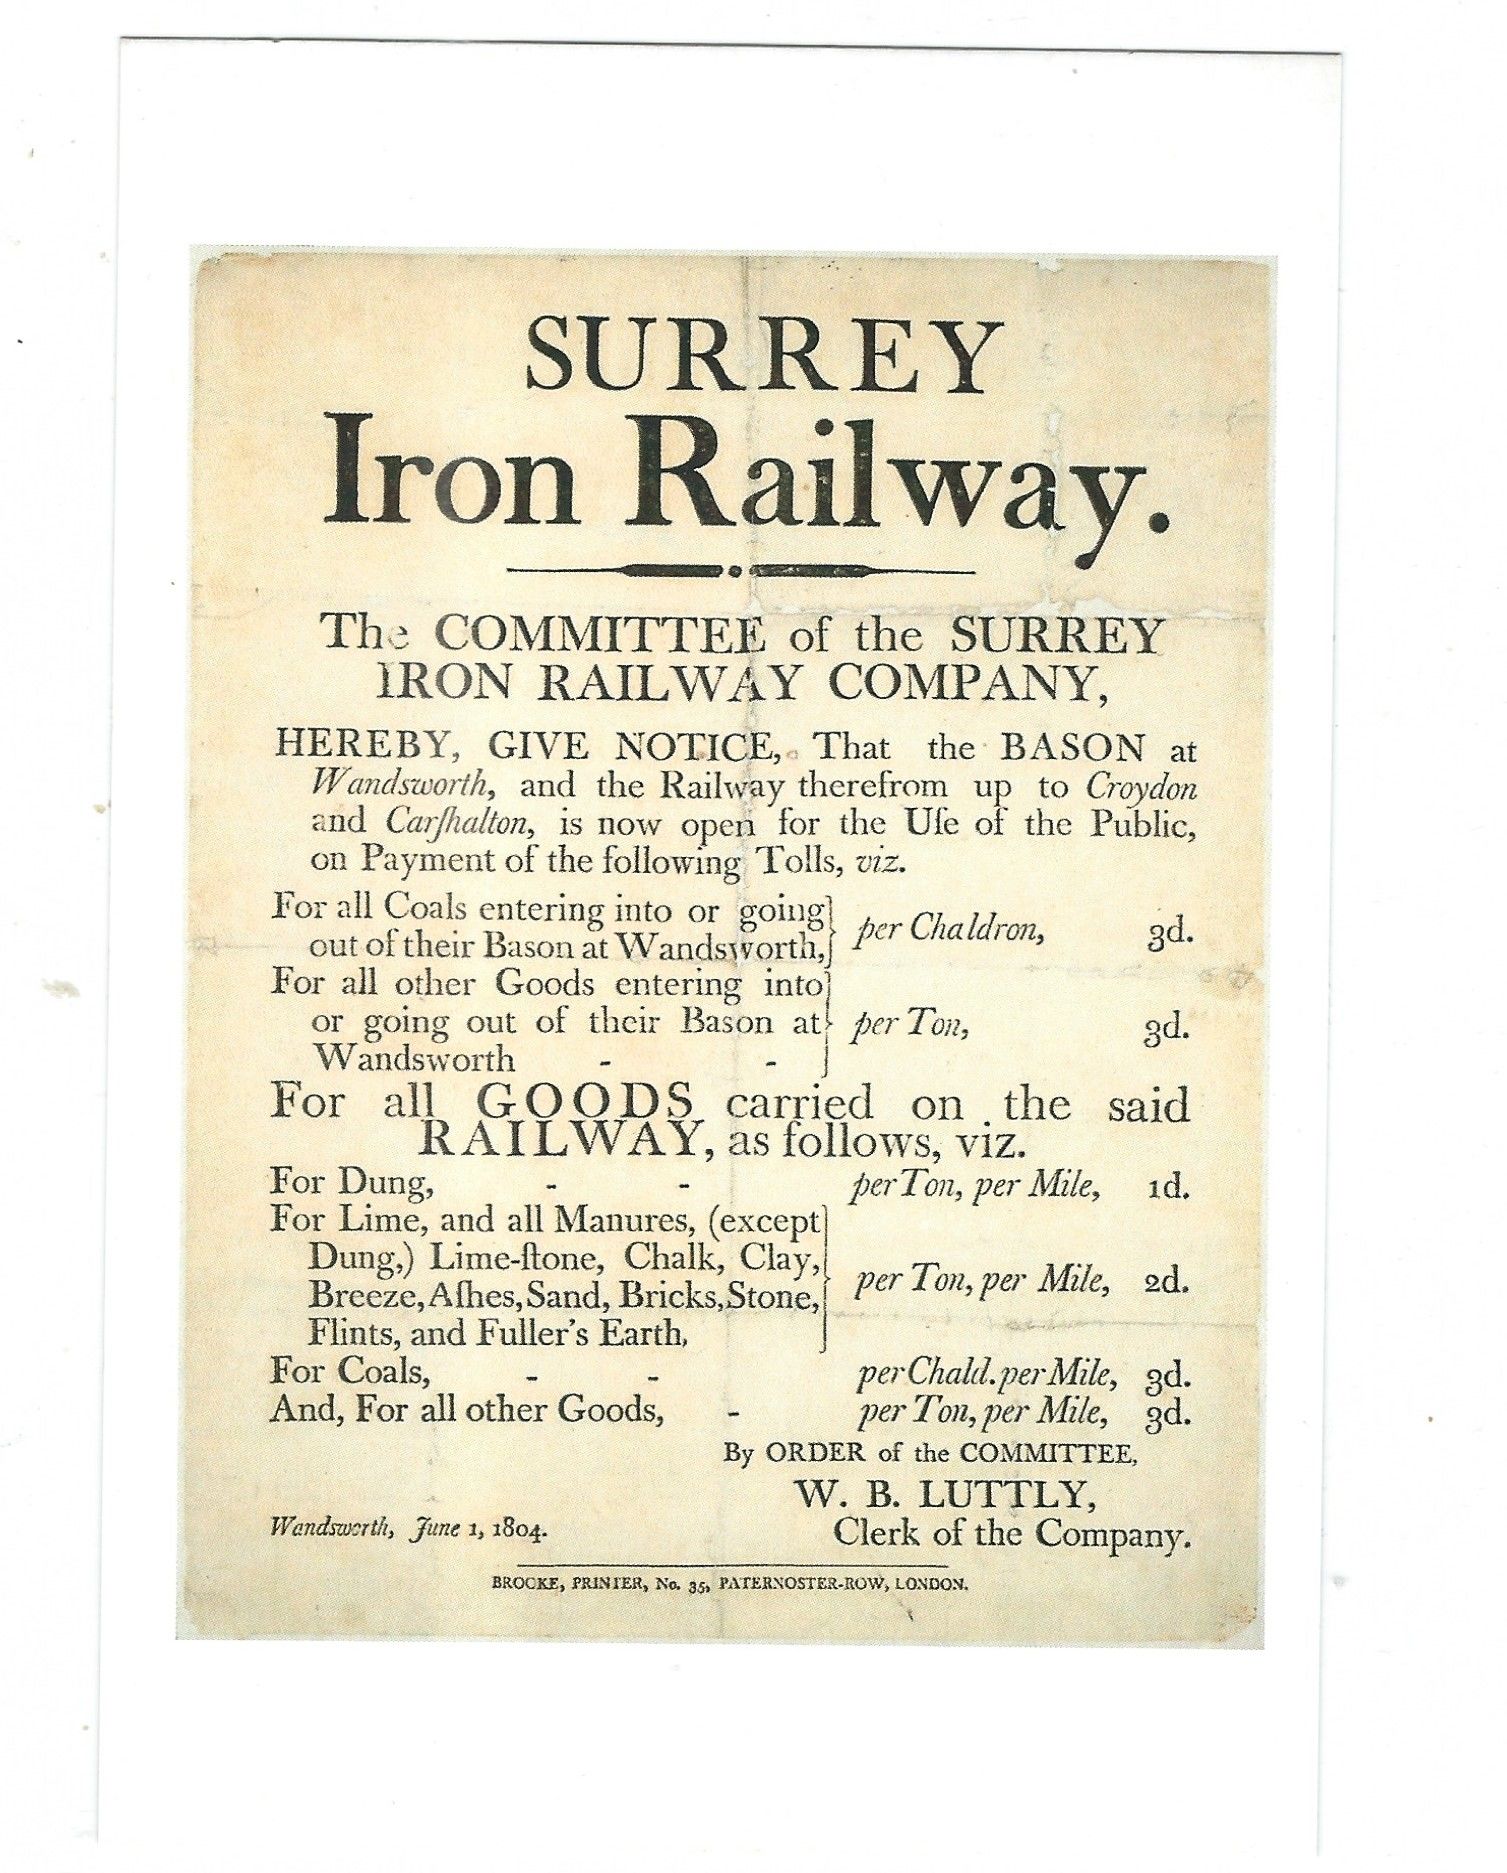 SURREY
Iron Railway.
The COMMITTEE of the SURREY
IRON RAILWAY COMPANY,
HEREBY, GIVE NOTICE, That the BASON at
Wandsworth, and the Railway therefrom up to Croydon
and Carſhalton, is now open for the Uſe of the Public,
on Payment of the following Tolls, viz.
For all Coals entering into or going
out of their Bason at Wandsworth,} per Chaldron, 3d.
For all other Goods entering into
or going out of their Bason at} per Ton, 3d.
Wandsworth - -
For all GOODS carried on the said
RAILWAY, as follows, viz.
For Dung, - - per Ton, per Mile, 1d.
For Lime, and all Manures, (except
Dung,) Lime-ſtone, Chalk, Clay,
Breeze, Aſhes, Sand, Bricks, Stone,} per Ton, per Mile, 2d.
Flints, and Fuller's Earth,
For Coals, - - per Chald. per Mile, 3d.
And, For all other Goods, - per Ton, per Mile, 3d.
By ORDER of the COMMITTEE,
W. B. LUTTLY,
Wandsworth, June 1, 1804. Clerk of the Company.
BROOKE, PRINTER, No. 35, PATERNOSTER-ROW, LONDON.